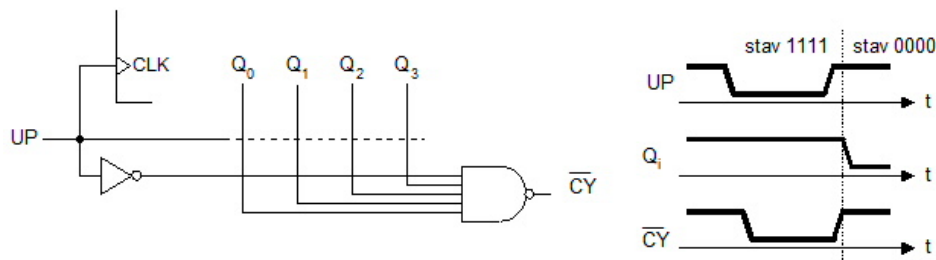 CLK
Q0 Q1 Q2 Q3
UP
CY
stav 1111 stav 0000
UP
t
Qi
t
CY
t